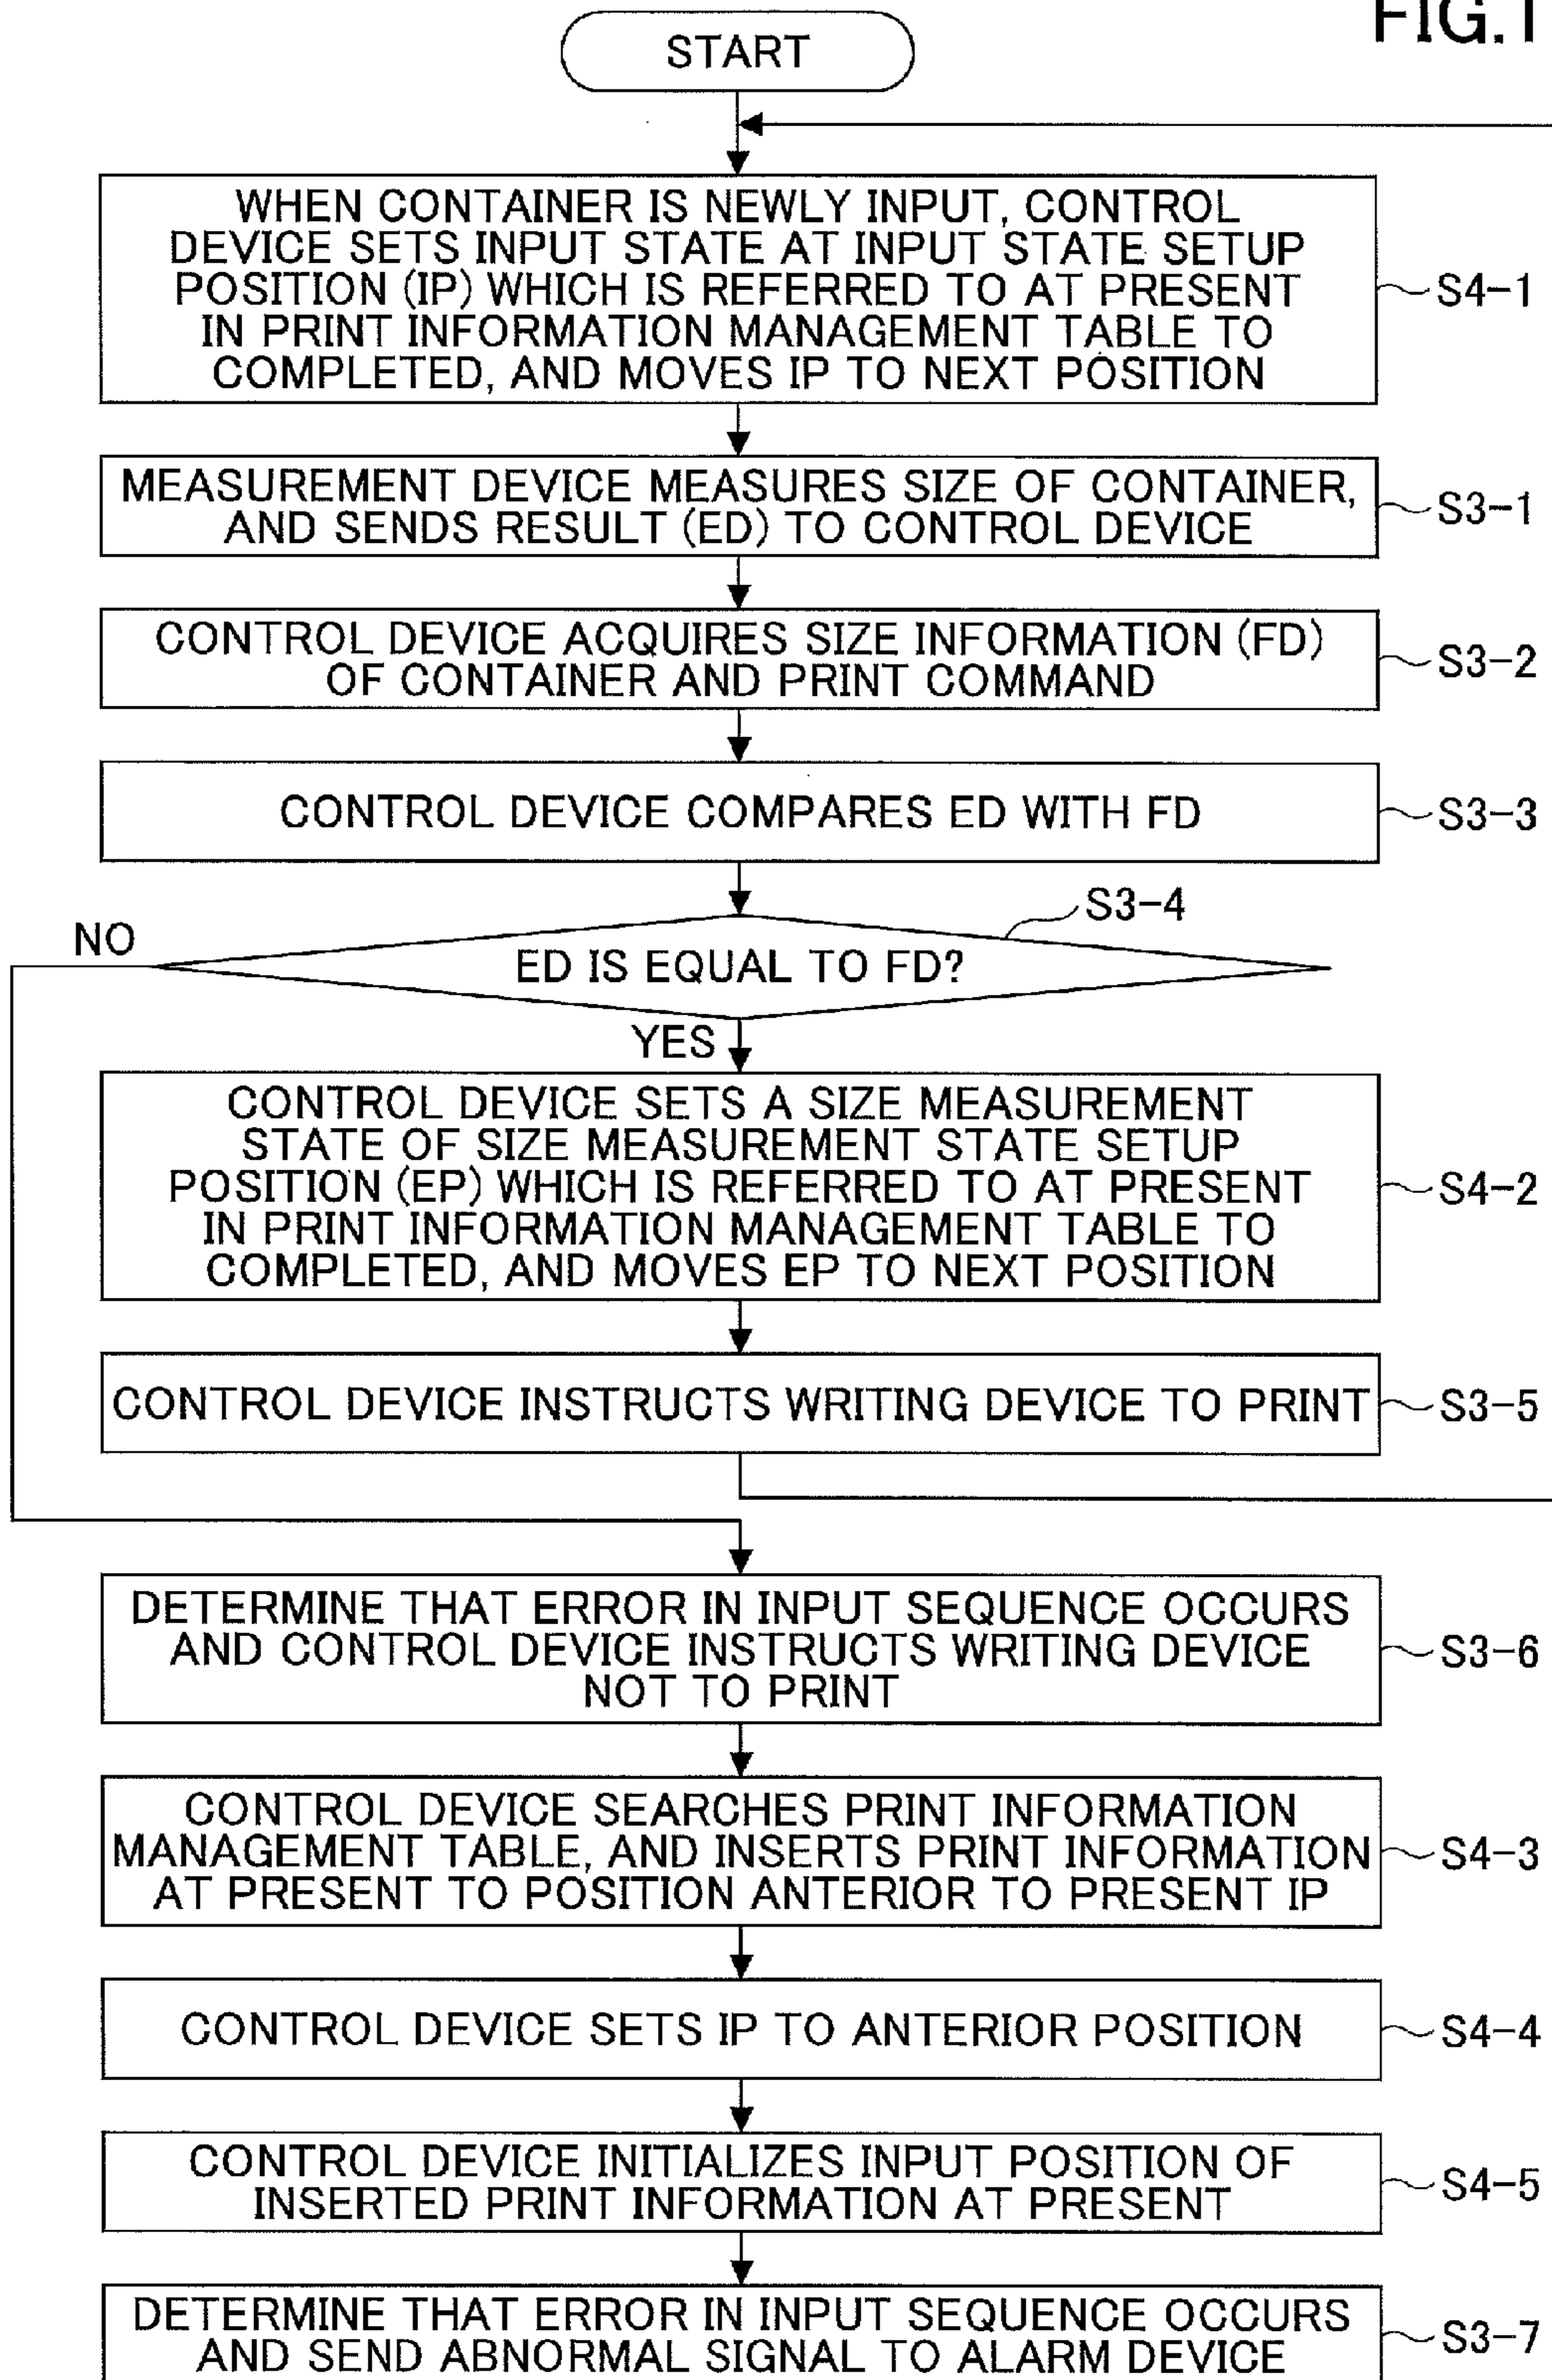 FIG.1
START
WHEN CONTAINER IS NEWLY INPUT, CONTROL
DEVICE SETS INPUT STATE AT INPUT STATE SETUP
POSITION (IP) WHICH IS REFERRED TO AT PRESENT
IN PRINT INFORMATION MANAGEMENT TABLE TO
COMPLETED, AND MOVES IP TO NEXT POSITION
S4-1
MEASUREMENT DEVICE MEASURES SIZE OF CONTAINER,
AND SENDS RESULT (ED) TO CONTROL DEVICE
S3-1
CONTROL DEVICE ACQUIRES SIZE INFORMATION (FD)
OF CONTAINER AND PRINT COMMAND
S3-2
CONTROL DEVICE COMPARES ED WITH FD
S3-3
S3-4
NO
ED IS EQUAL TO FD?
YES
CONTROL DEVICE SETS A SIZE MEASUREMENT
STATE OF SIZE MEASUREMENT STATE SETUP
POSITION (EP) WHICH IS REFERRED TO AT PRESENT
IN PRINT INFORMATION MANAGEMENT TABLE TO
COMPLETED, AND MOVES EP TO NEXT POSITION
S4-2
CONTROL DEVICE INSTRUCTS WRITING DEVICE TO PRINT
S3-5
DETERMINE THAT ERROR IN INPUT SEQUENCE OCCURS
AND CONTROL DEVICE INSTRUCTS WRITING DEVICE
NOT TO PRINT
S3-6
CONTROL DEVICE SEARCHES PRINT INFORMATION
MANAGEMENT TABLE, AND INSERTS PRINT INFORMATION
AT PRESENT TO POSITION ANTERIOR TO PRESENT IP
S4-3
CONTROL DEVICE SETS IP TO ANTERIOR POSITION
S4-4
CONTROL DEVICE INITIALIZES INPUT POSITION OF
INSERTED PRINT INFORMATION AT PRESENT
S4-5
DETERMINE THAT ERROR IN INPUT SEQUENCE OCCURS
AND SEND ABNORMAL SIGNAL TO ALARM DEVICE
S3-7